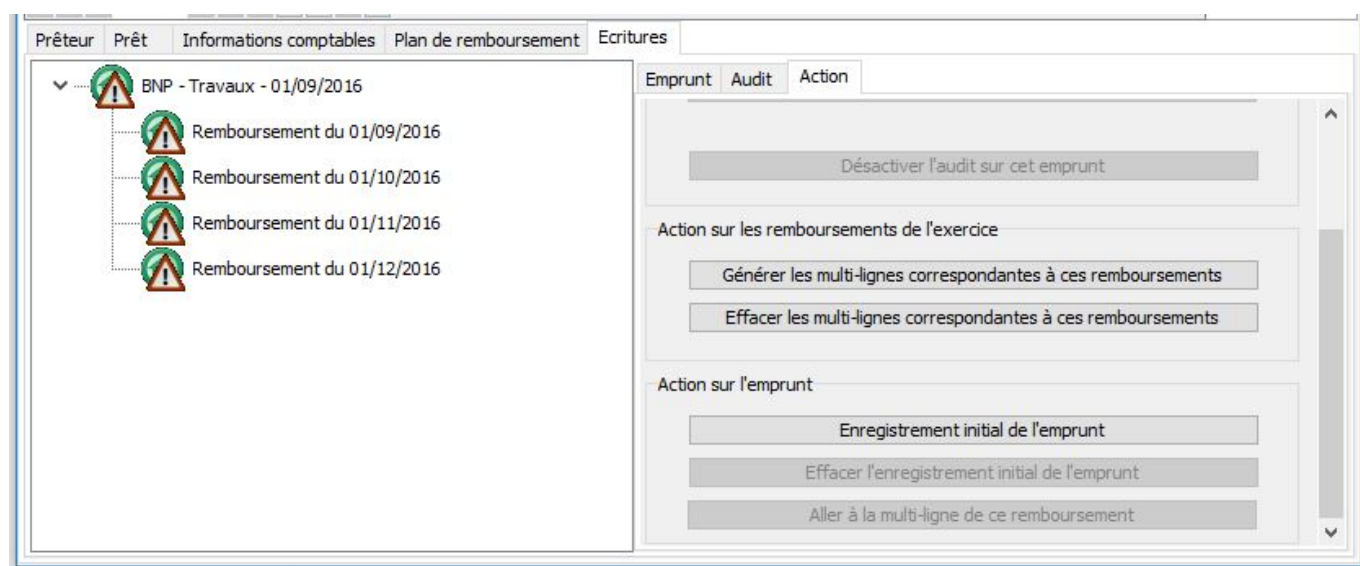 Prêteur Prêt Informations comptables Plan de remboursement Ecritures
BNP - Travaux - 01/09/2016
Remboursement du 01/09/2016
Remboursement du 01/10/2016
Remboursement du 01/11/2016
Remboursement du 01/12/2016
Emprunt Audit Action
Désactiver l'audit sur cet emprunt
Action sur les remboursements de l'exercice
Générer les multi-lignes correspondantes à ces remboursements
Effacer les multi-lignes correspondantes à ces remboursements
Action sur l'emprunt
Enregistrement initial de l'emprunt
Effacer l'enregistrement initial de l'emprunt
Aller à la multi-ligne de ce remboursement